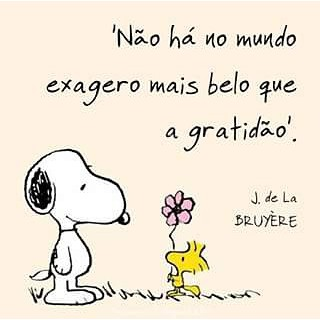 'Não há no mundo
exagero mais belo que
a gratidão'.
J. de La
BRUYÈRE